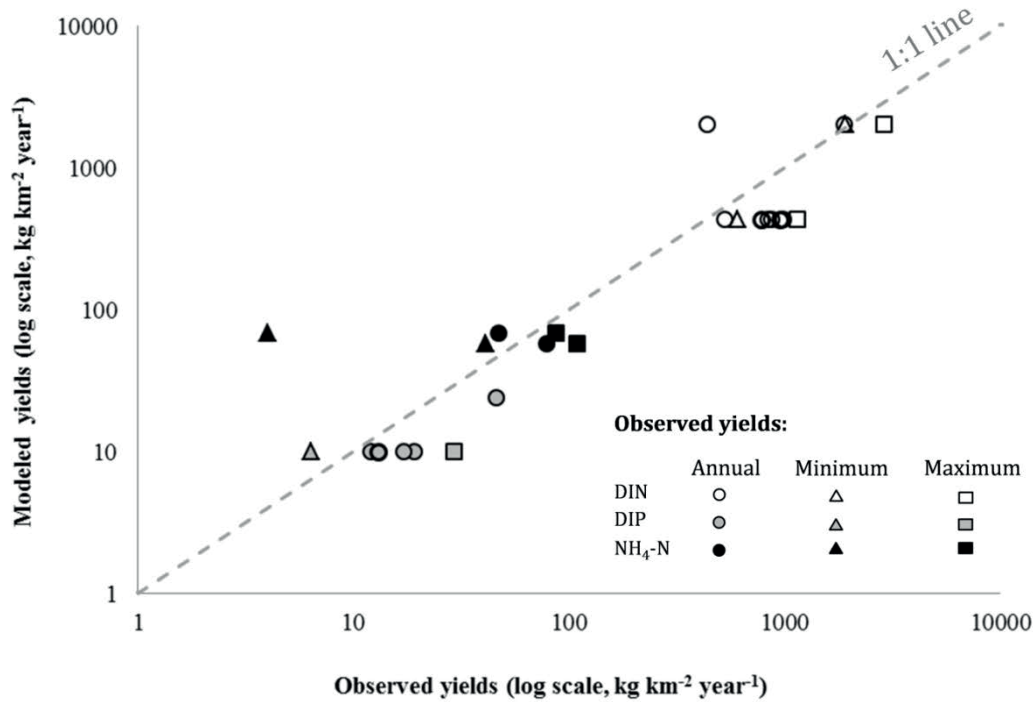 10000
1:1 line
1000
100
10
1
Modeled yields (log scale, kg km⁻² year⁻¹)
Observed yields:
Annual Minimum Maximum
DIN
DIP
NH₄-N
1 10 100 1000 10000
Observed yields (log scale, kg km⁻² year⁻¹)